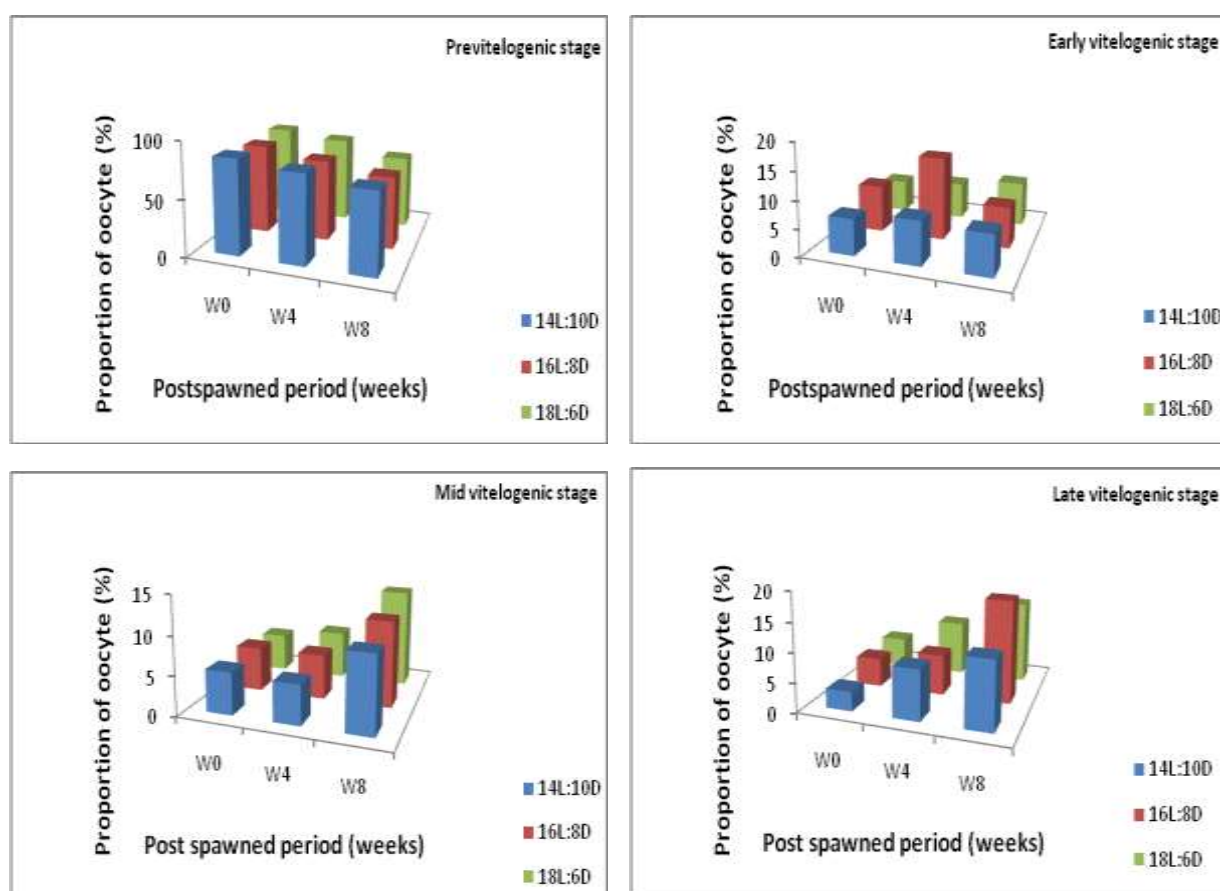 Previtelogenic stage
Proportion of oocyte (%)
100
50
0
W0
W4
W8
14L:10D
16L:8D
18L:6D
Postspawned period (weeks)
Early vitelogenic stage
Proportion of oocyte (%)
20
15
10
5
0
W0
W4
W8
14L:10D
16L:8D
18L:6D
Postspawned period (weeks)
Mid vitelogenic stage
Proportion of oocyte (%)
15
10
5
0
W0
W4
W8
14L:10D
16L:8D
18L:6D
Post spawned period (weeks)
Late vitelogenic stage
Proportion of oocyte (%)
20
15
10
5
0
W0
W4
W8
14L:10D
16L:8D
18L:6D
Post spawned period (weeks)